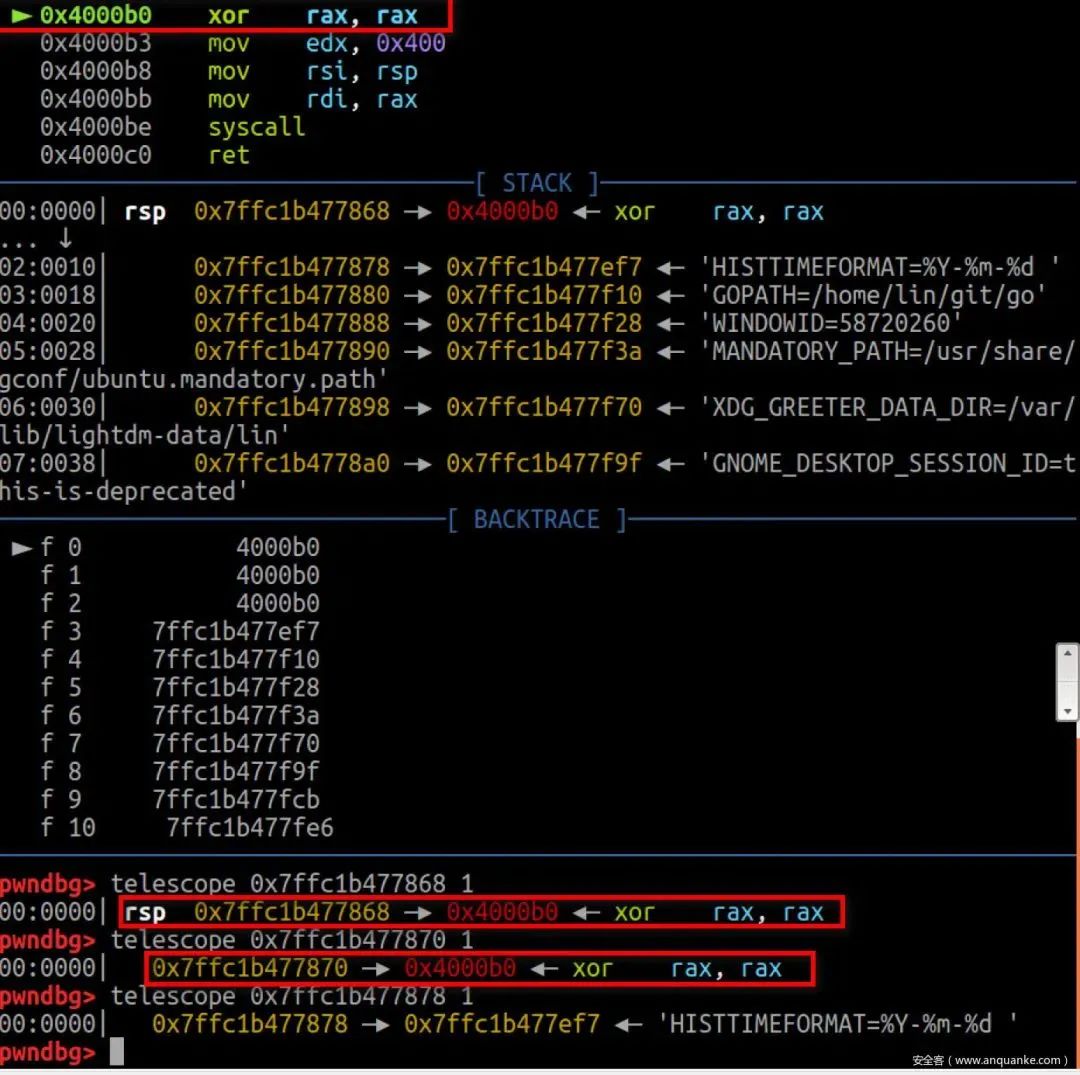 ► 0x4000b0    xor    rax, rax
0x4000b3    mov    edx, 0x400
0x4000b8    mov    rsi, rsp
0x4000bb    mov    rdi, rax
0x4000be    syscall
0x4000c0    ret
[ STACK ]
00:0000│ rsp  0x7ffc1b477868 —▸ 0x4000b0 ◂— xor    rax, rax
... ↓
02:0010│      0x7ffc1b477878 —▸ 0x7ffc1b477ef7 ◂— 'HISTTIMEFORMAT=%Y-%m-%d '
03:0018│      0x7ffc1b477880 —▸ 0x7ffc1b477f10 ◂— 'GOPATH=/home/lin/git/go'
04:0020│      0x7ffc1b477888 —▸ 0x7ffc1b477f28 ◂— 'WINDOWID=58720260'
05:0028│      0x7ffc1b477890 —▸ 0x7ffc1b477f3a ◂— 'MANDATORY_PATH=/usr/share/
gconf/ubuntu.mandatory.path'
06:0030│      0x7ffc1b477898 —▸ 0x7ffc1b477f70 ◂— 'XDG_GREETER_DATA_DIR=/var/
lib/lightdm-data/lin'
07:0038│      0x7ffc1b4778a0 —▸ 0x7ffc1b477f9f ◂— 'GNOME_DESKTOP_SESSION_ID=t
his-is-deprecated'
[ BACKTRACE ]
► f 0           4000b0
f 1           4000b0
f 2           4000b0
f 3     7ffc1b477ef7
f 4     7ffc1b477f10
f 5     7ffc1b477f28
f 6     7ffc1b477f3a
f 7     7ffc1b477f70
f 8     7ffc1b477f9f
f 9     7ffc1b477fcb
f 10     7ffc1b477fe6
pwndbg> telescope 0x7ffc1b477868 1
00:0000│ rsp  0x7ffc1b477868 —▸ 0x4000b0 ◂— xor    rax, rax
pwndbg> telescope 0x7ffc1b477870 1
00:0000│   0x7ffc1b477870 —▸ 0x4000b0 ◂— xor    rax, rax
pwndbg> telescope 0x7ffc1b477878 1
00:0000│   0x7ffc1b477878 —▸ 0x7ffc1b477ef7 ◂— 'HISTTIMEFORMAT=%Y-%m-%d '
pwndbg>
安全客（www.anquanke.com）